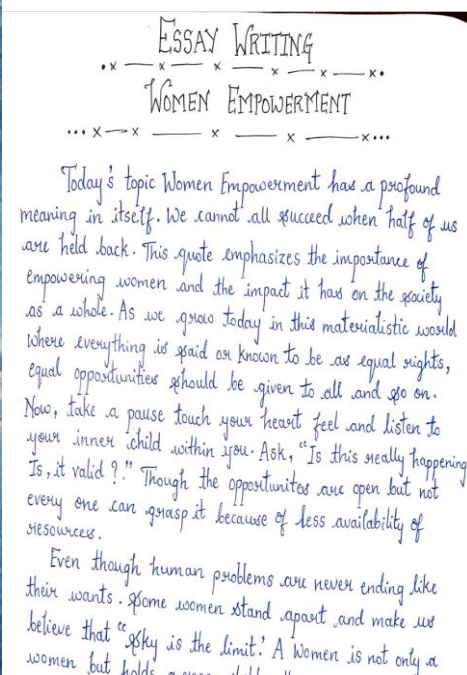 ESSAY WRITING
WOMEN EMPOWERMENT
Today's topic Women Empowerment has a profound
meaning in itself. We cannot all succeed when half of us
are held back. This quote emphasizes the importance of
empowering women and the impact it has on the society
as a whole. As we grow today in this materialistic world
where everything is said or known to be as equal rights,
equal opportunities should be given to all and so on.
Now, take a pause touch your heart feel and listen to
your inner child within you. Ask, "Is this really happening
Is, it valid ?." Though the opportunites are open but not
every one can grasp it because of less availability of
resources.
Even though human problems are never ending like
their wants. Some women stand apart and make us
believe that "Sky is the limit.' A Women is not only a
women but holds a